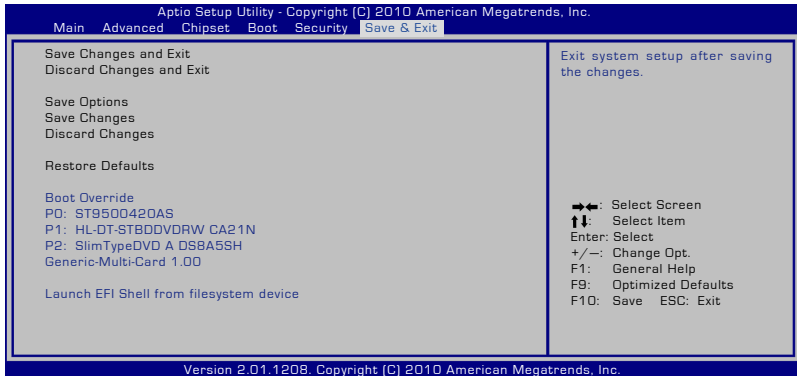 Aptio Setup Utility - Copyright (C) 2010 American Megatrends, Inc.
Main Advanced Chipset Boot Security Save & Exit
Save Changes and Exit
Discard Changes and Exit
Save Options
Save Changes
Discard Changes
Restore Defaults
Boot Override
P0: ST9500420AS
P1: HL-DT-STBDDVDRW CA21N
P2: SlimTypeDVD A DS8A5SH
Generic-Multi-Card 1.00
Launch EFI Shell from filesystem device
Exit system setup after saving
the changes.
➡⬅: Select Screen
⬆⬇: Select Item
Enter: Select
+/—: Change Opt.
F1: General Help
F9: Optimized Defaults
F10: Save ESC: Exit
Version 2.01.1208. Copyright (C) 2010 American Megatrends, Inc.